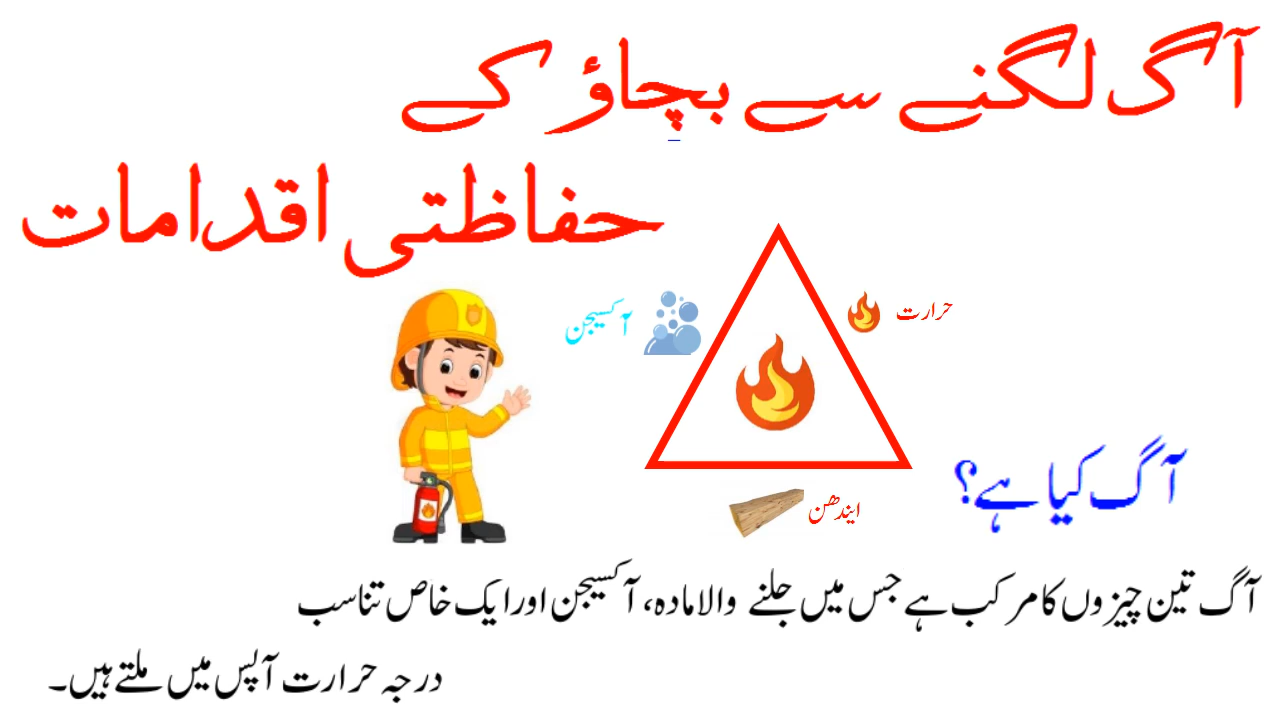 آگ لگنے سے بچاؤ کے
حفاظتی اقدامات
حرارت
آکسیجن
آگ کیا ہے؟
ایندھن
آگ تین چیزوں کا مرکب ہے جس میں جلنے والا مادہ، آکسیجن اور ایک خاص تناسب
درجہ حرارت آپس میں ملتے ہیں۔